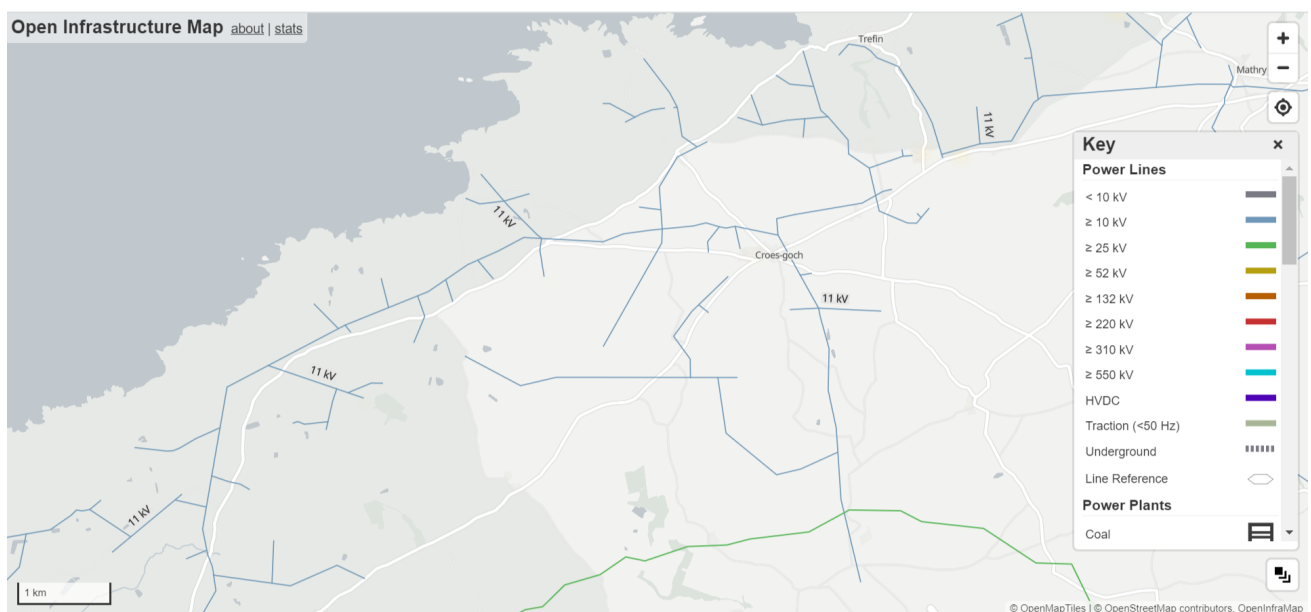 Open Infrastructure Map about | stats
Trefin
Mathry
11 kV
11 kV
Croes-goch
11 kV
11 kV
11 kV
1 km
Key ×
Power Lines
< 10 kV
≥ 10 kV
≥ 25 kV
≥ 52 kV
≥ 132 kV
≥ 220 kV
≥ 310 kV
≥ 550 kV
HVDC
Traction (<50 Hz)
Underground
Line Reference
Power Plants
Coal
© OpenMapTiles | © OpenStreetMap contributors, OpenInfraMap